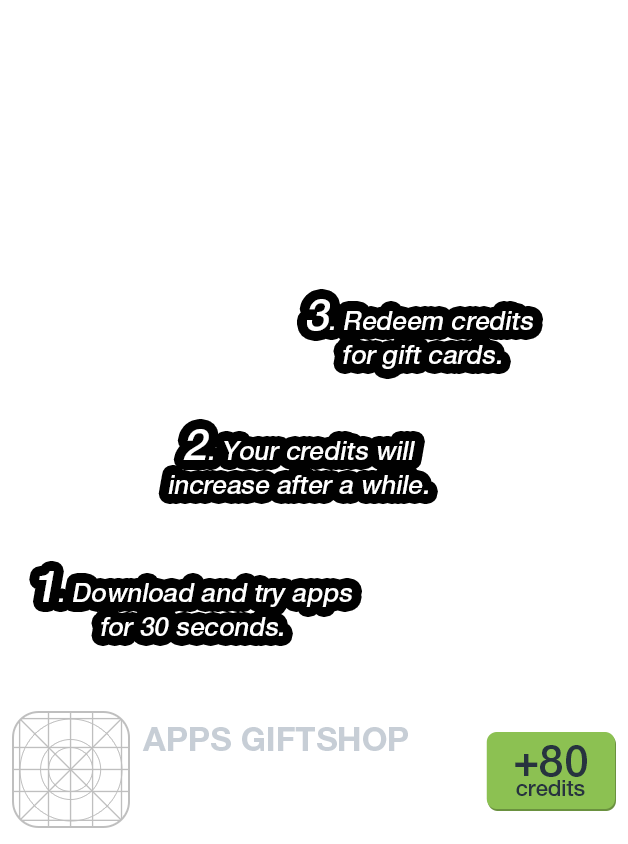 3. Redeem credits
for gift cards.
2. Your credits will
increase after a while.
1. Download and try apps
for 30 seconds.
APPS GIFTSHOP
+80
credits